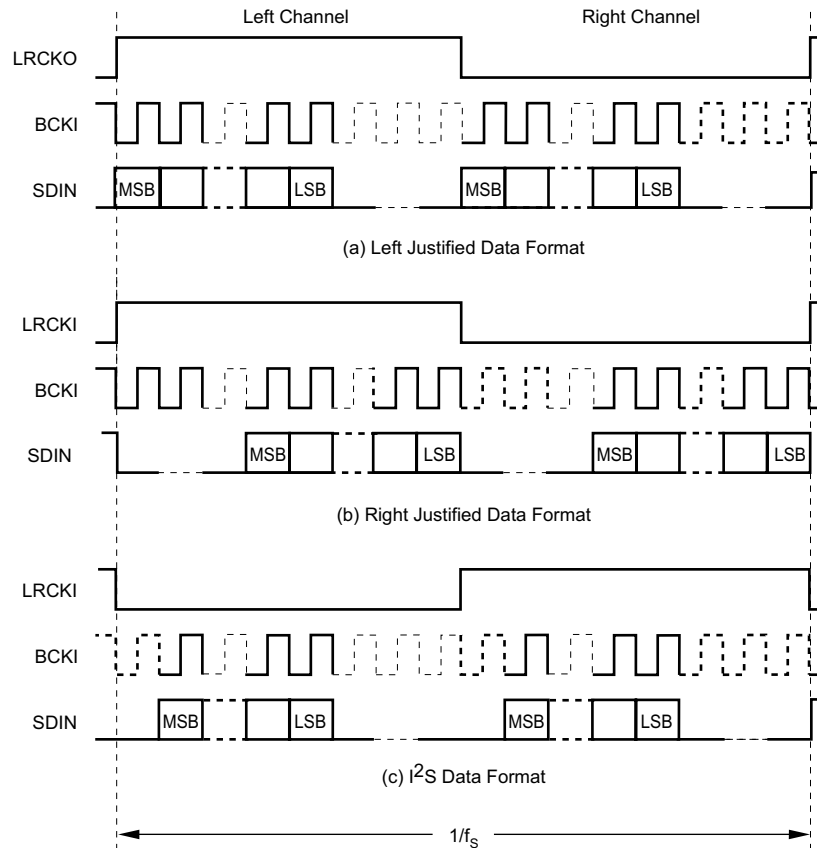 Left Channel Right Channel
LRCKO
BCKI
SDIN MSB LSB MSB LSB
(a) Left Justified Data Format
LRCKI
BCKI
SDIN MSB LSB MSB LSB
(b) Right Justified Data Format
LRCKI
BCKI
SDIN MSB LSB MSB LSB
(c) I²S Data Format
1/fₛ